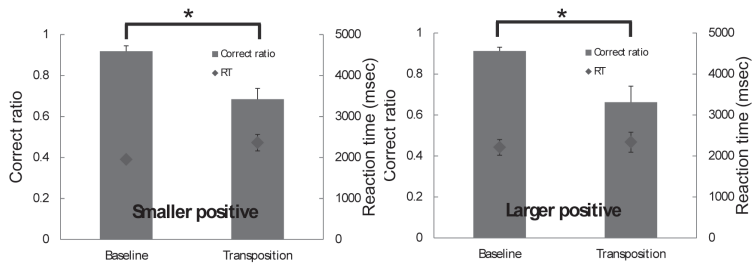 *
Correct ratio
RT
1
0.8
0.6
0.4
0.2
0
Correct ratio
5000
4000
3000
2000
1000
0
Reaction time (msec)
Smaller positive
Baseline
Transposition
*
Correct ratio
RT
1
0.8
0.6
0.4
0.2
0
Correct ratio
5000
4000
3000
2000
1000
0
Reaction time (msec)
Larger positive
Baseline
Transposition